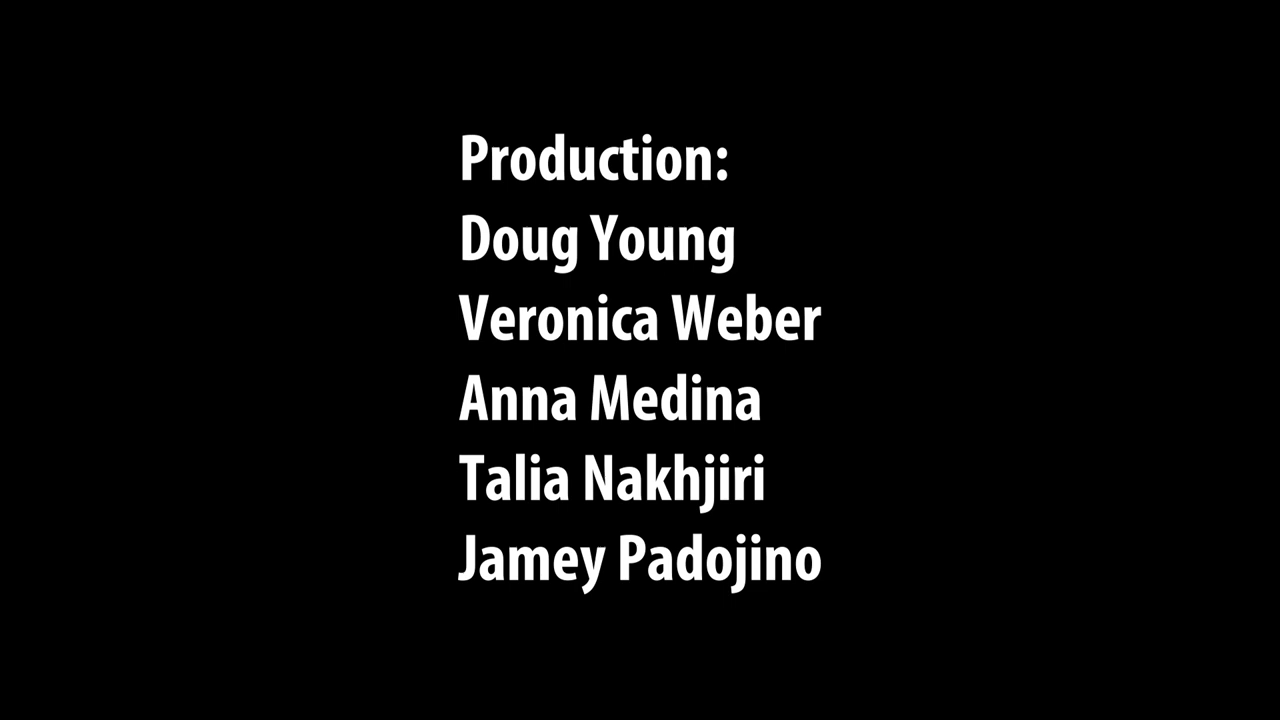 Production:
Doug Young
Veronica Weber
Anna Medina
Talia Nakhjiri
Jamey Padojino